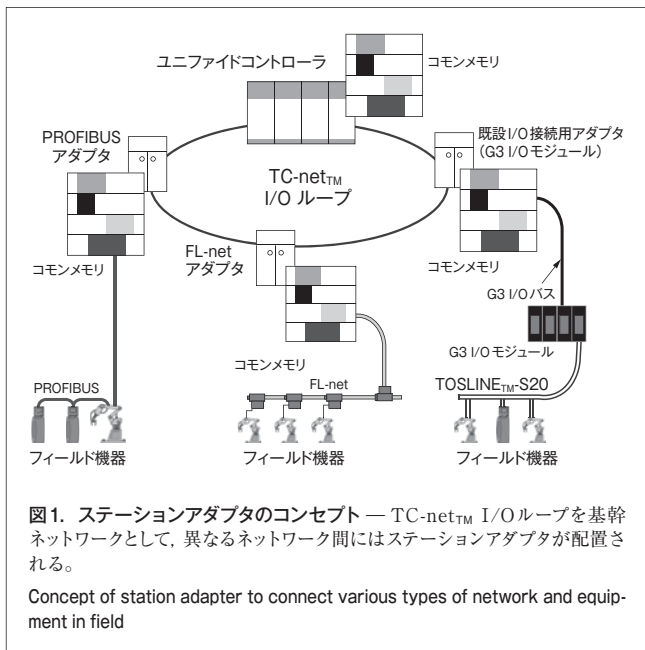 ユニファイドコントローラ
コモンメモリ
PROFIBUS
アダプタ
既設I/O接続用アダプタ
(G3 I/Oモジュール)
TC-net™
I/O ループ
FL-net
アダプタ
コモンメモリ
コモンメモリ
G3 I/Oバス
コモンメモリ
G3 I/Oモジュール
PROFIBUS
FL-net
TOSLINE™-S20
フィールド機器
フィールド機器
フィールド機器
図1. ステーションアダプタのコンセプト — TC-net™ I/Oループを基幹
ネットワークとして, 異なるネットワーク間にはステーションアダプタが配置さ
れる。
Concept of station adapter to connect various types of network and equip-
ment in field